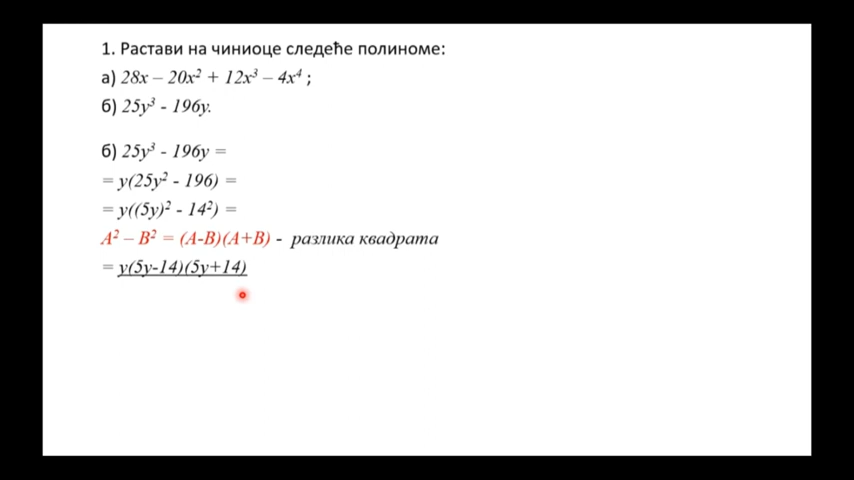 1. Растави на чиниоце следеће полиноме:
а) 28x – 20x² + 12x³ – 4x⁴ ;
б) 25y³ - 196y.
б) 25y³ - 196y =
= y(25y² - 196) =
= y((5y)² - 14²) =
A² – B² = (A-B)(A+B) - разлика квадрата
= y(5y-14)(5y+14)